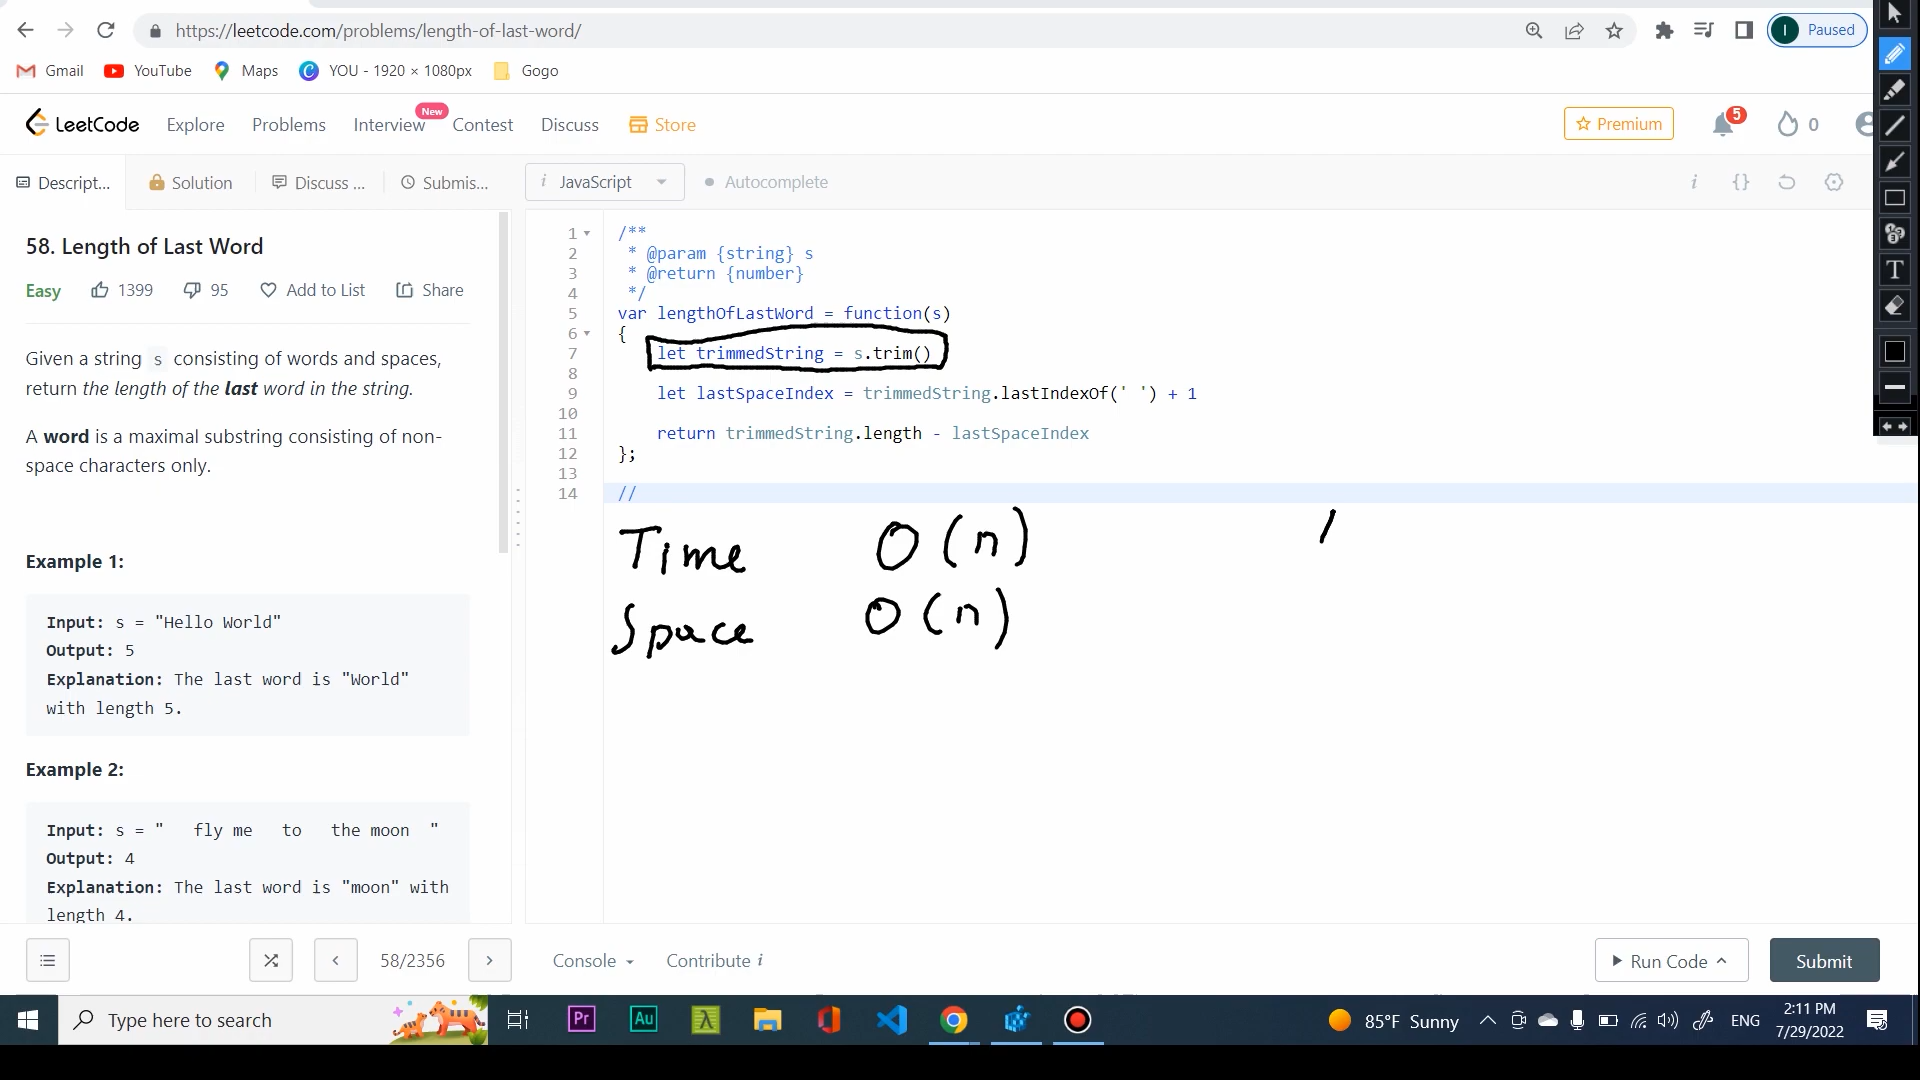 https://leetcode.com/problems/length-of-last-word/
Paused
Gmail YouTube Maps YOU - 1920 × 1080px Gogo
LeetCode Explore Problems Interview New Contest Discuss Store Premium 5 0
Descript... Solution Discuss ... Submis... i JavaScript Autocomplete i {}
58. Length of Last Word
Easy 1399 95 Add to List Share
Given a string s consisting of words and spaces,
return the length of the last word in the string.
A word is a maximal substring consisting of non-
space characters only.
Example 1:
Input: s = "Hello World"
Output: 5
Explanation: The last word is "World"
with length 5.
Example 2:
Input: s = "   fly me   to   the moon  "
Output: 4
Explanation: The last word is "moon" with
length 4.
1 /**
2  * @param {string} s
3  * @return {number}
4  */
5 var lengthOfLastWord = function(s)
6 {
7     let trimmedString = s.trim()
8
9     let lastSpaceIndex = trimmedString.lastIndexOf(' ') + 1
10
11     return trimmedString.length - lastSpaceIndex
12 };
13
14 //
Time O(n)
Space O(n)
58/2356 Console Contribute i Run Code Submit
Type here to search Pr Au 85°F Sunny ENG 2:11 PM
7/29/2022